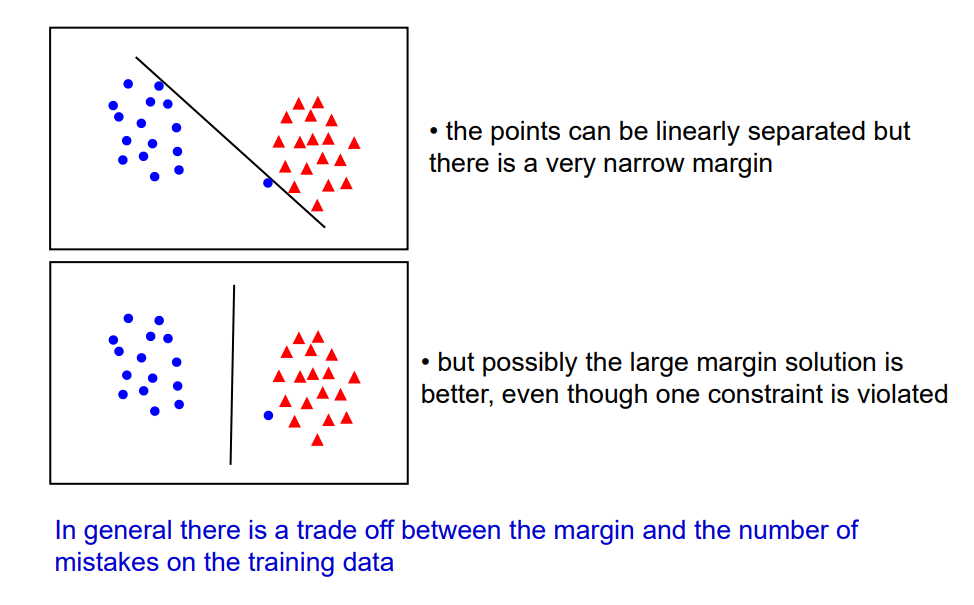 • the points can be linearly separated but
there is a very narrow margin
• but possibly the large margin solution is
better, even though one constraint is violated
In general there is a trade off between the margin and the number of
mistakes on the training data